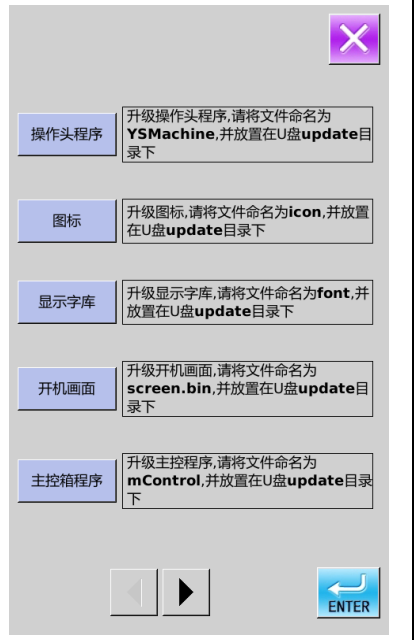 操作头程序
升级操作头程序,请将文件命名为
YSMachine,并放置在U盘update目
录下
图标
升级图标,请将文件命名为icon,并放置
在U盘update目录下
显示字库
升级显示字库,请将文件命名为font,并
放置在U盘update目录下
开机画面
升级开机画面,请将文件命名为
screen.bin,并放置在U盘update目
录下
主控箱程序
升级主控程序,请将文件命名为
mControl,并放置在U盘update目录
下
ENTER